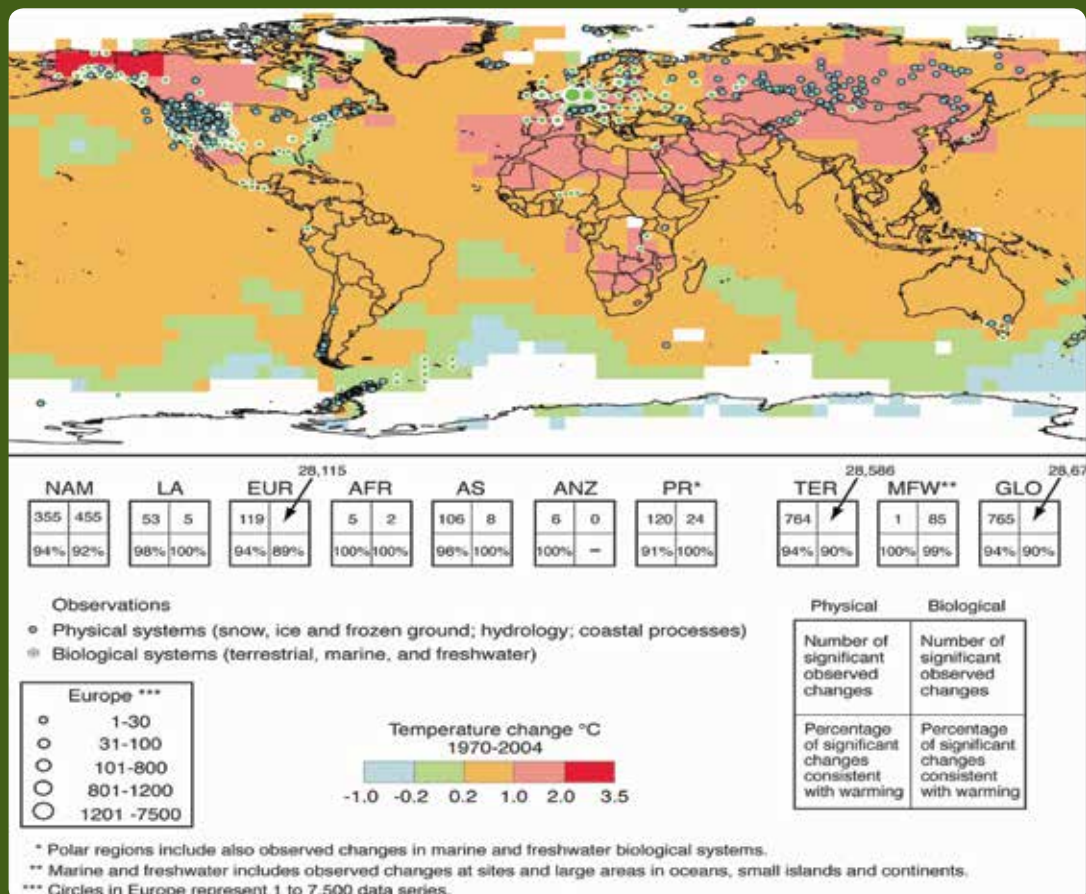 28,115 28,586 28,67
NAM LA EUR AFR AS ANZ PR* TER MFW** GLO
355 455 53 5 119 5 2 106 8 6 0 120 24 764 1 85 765
94% 92% 98% 100% 94% 89% 100% 100% 96% 100% 100% – 91% 100% 94% 90% 100% 99% 94% 90%
Observations
Physical systems (snow, ice and frozen ground; hydrology; coastal processes)
Biological systems (terrestrial, marine, and freshwater)
Europe ***
1-30
31-100
101-800
801-1200
1201 -7500
Temperature change °C
1970-2004
-1.0 -0.2 0.2 1.0 2.0 3.5
Physical Biological
Number of significant observed changes
Number of significant observed changes
Percentage of significant changes consistent with warming
Percentage of significant changes consistent with warming
* Polar regions include also observed changes in marine and freshwater biological systems.
** Marine and freshwater includes observed changes at sites and large areas in oceans, small islands and continents.
*** Circles in Europe represent 1 to 7,500 data series.